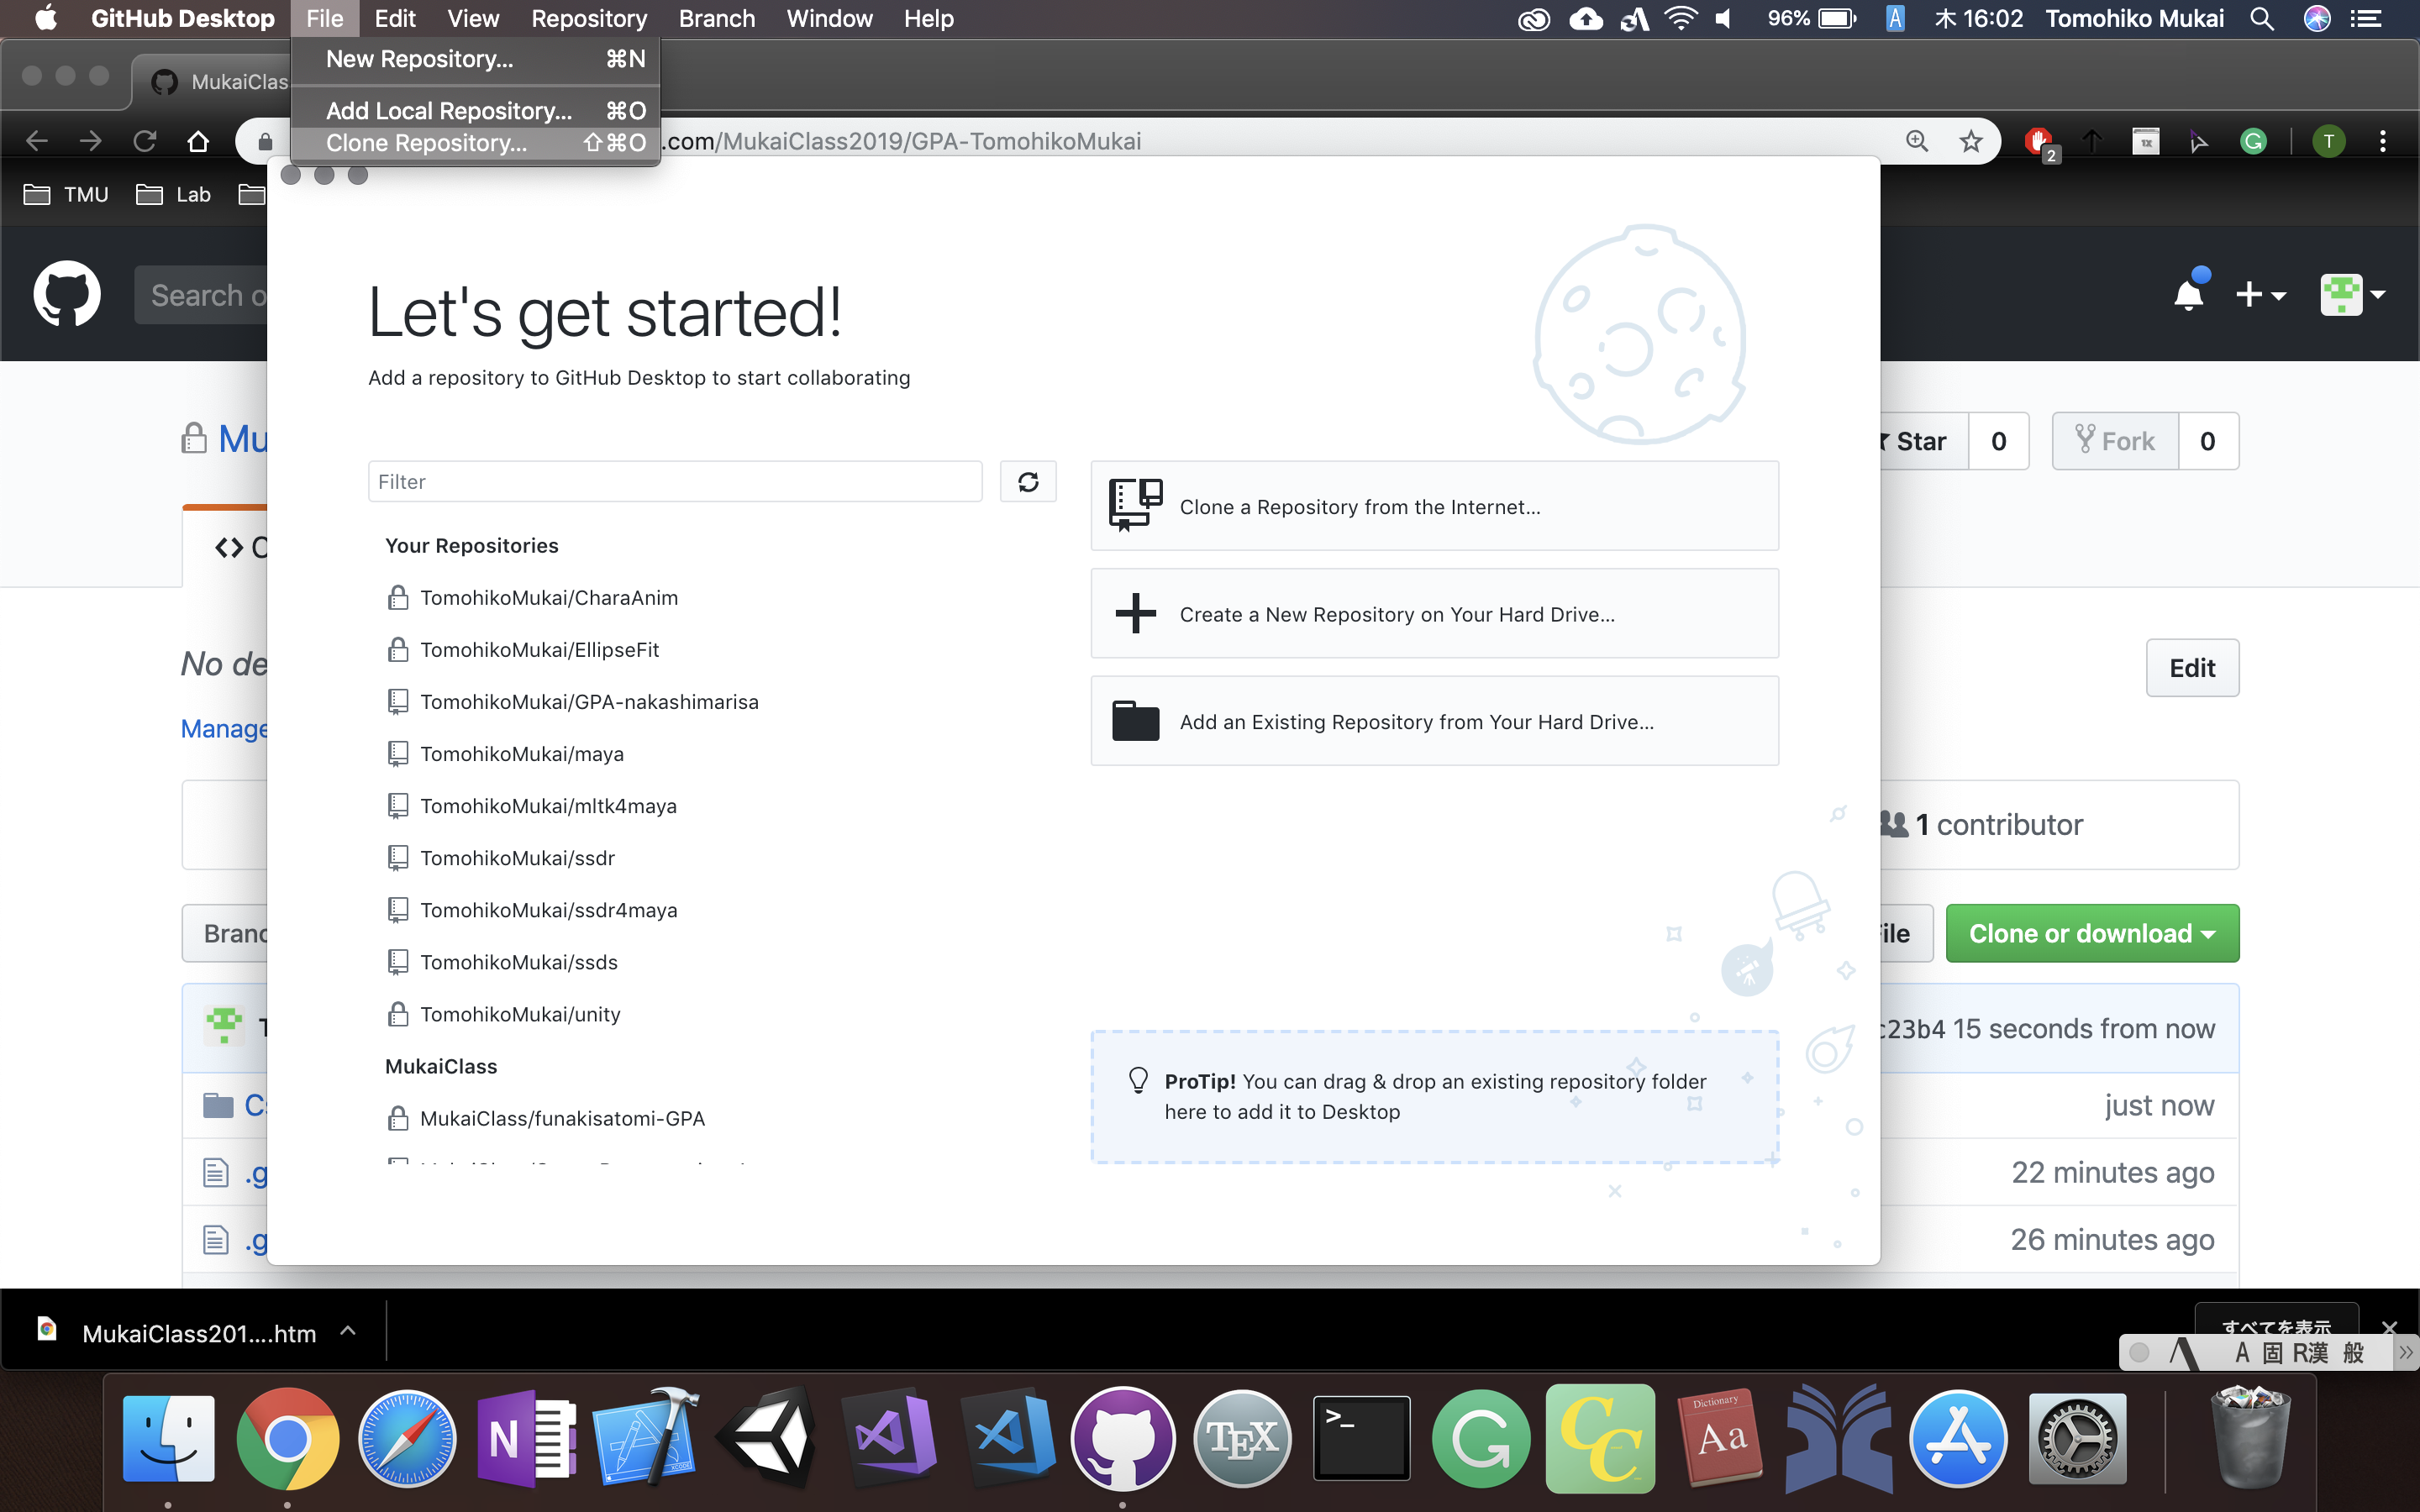 GitHub Desktop File Edit View Repository Branch Window Help 96% A 木 16:02 Tomohiko Mukai
New Repository... ⌘N
Add Local Repository... ⌘O
Clone Repository... ⇧⌘O
MukaiClas
.com/MukaiClass2019/GPA-TomohikoMukai 2 1x G T
TMU Lab
Search o
Let's get started!
Add a repository to GitHub Desktop to start collaborating
Mu
Star 0 Fork 0
Filter
Clone a Repository from the Internet...
Your Repositories
TomohikoMukai/CharaAnim
Create a New Repository on Your Hard Drive...
TomohikoMukai/EllipseFit
No de
Edit
TomohikoMukai/GPA-nakashimarisa
Add an Existing Repository from Your Hard Drive...
Manage
TomohikoMukai/maya
TomohikoMukai/mltk4maya
1 contributor
TomohikoMukai/ssdr
TomohikoMukai/ssdr4maya
Branc
ile Clone or download
TomohikoMukai/ssds
TomohikoMukai/unity
c23b4 15 seconds from now
MukaiClass
ProTip! You can drag & drop an existing repository folder
here to add it to Desktop
just now
MukaiClass/funakisatomi-GPA
.g
22 minutes ago
.g
26 minutes ago
MukaiClass201....htm
すべてを表示
A 固 R漢 般
N TEX >_ G CC Dictionary Aa